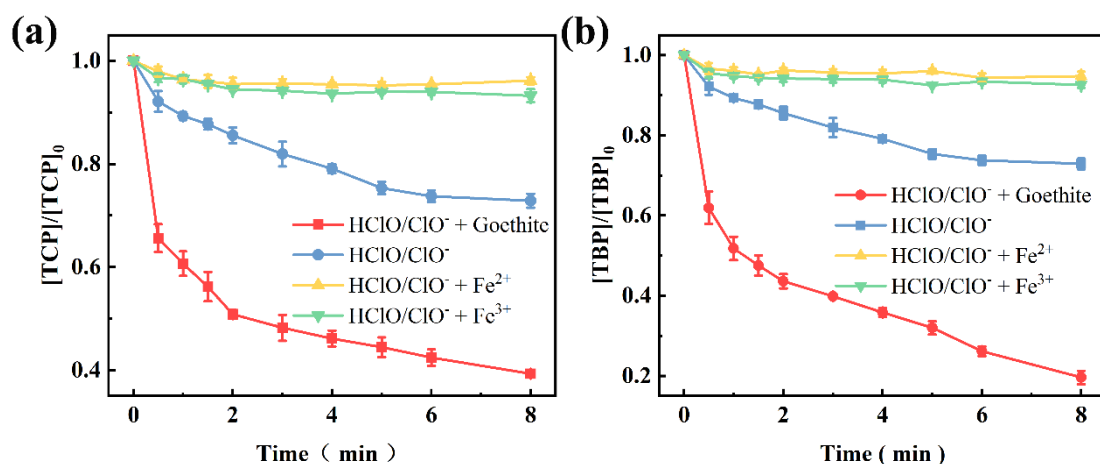 (a)
[TCP]/[TCP]₀
1.0
0.8
0.6
0.4
HClO/ClO⁻ + Goethite
HClO/ClO⁻
HClO/ClO⁻ + Fe²⁺
HClO/ClO⁻ + Fe³⁺
0 2 4 6 8
Time（ min ）
(b)
[TBP]/[TBP]₀
1.0
0.8
0.6
0.4
0.2
HClO/ClO⁻ + Goethite
HClO/ClO⁻
HClO/ClO⁻ + Fe²⁺
HClO/ClO⁻ + Fe³⁺
0 2 4 6 8
Time ( min )